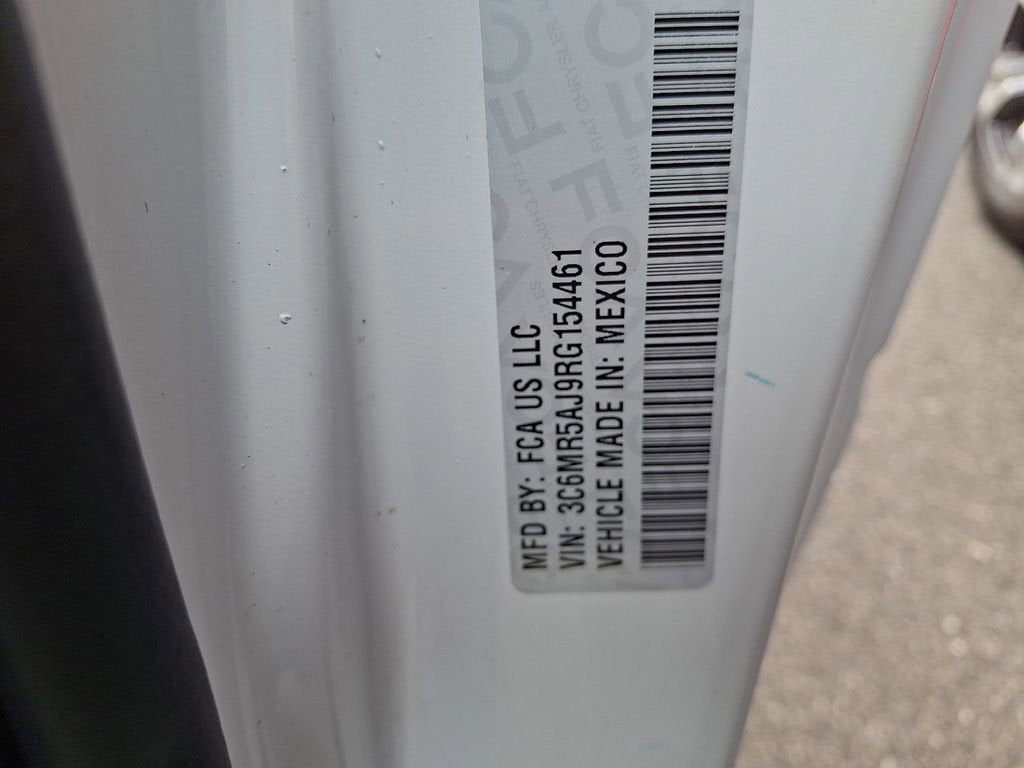 MFD BY: FCA US LLC
VIN: 3C6MR5AJ9RG154461
VEHICLE MADE IN: MEXICO